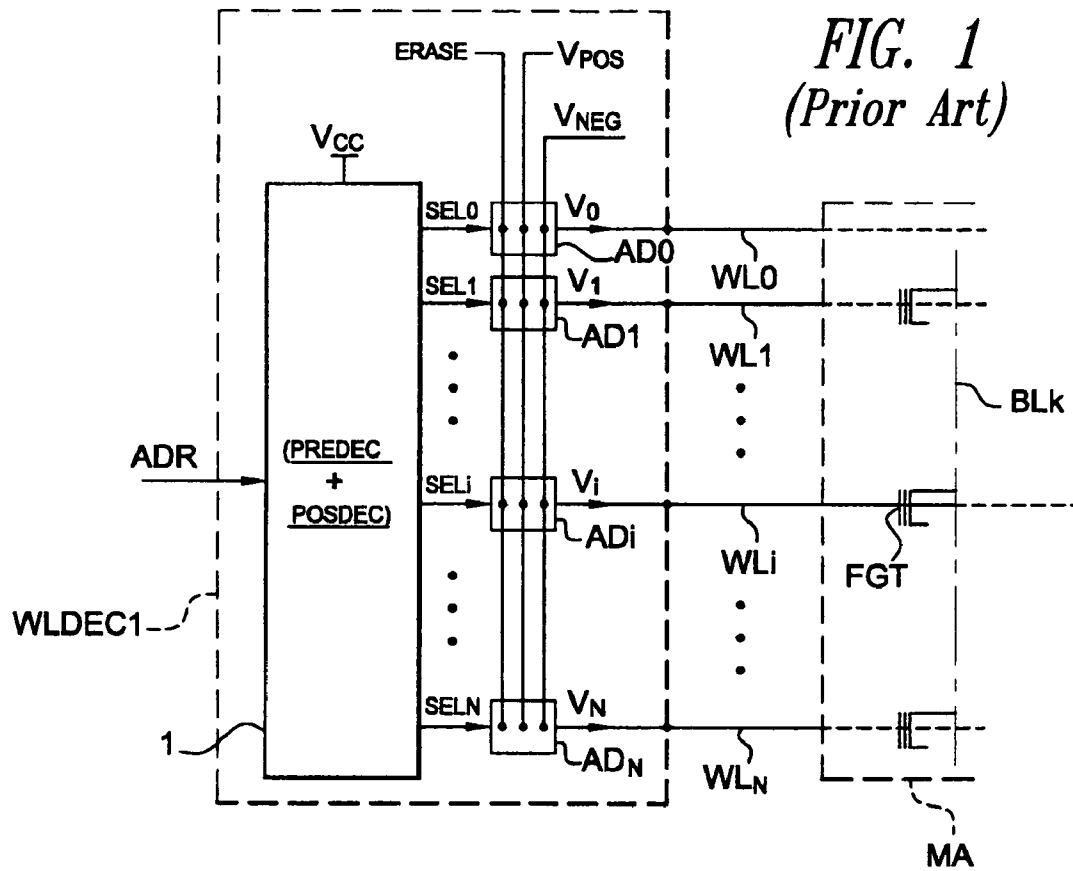 FIG. 1
(Prior Art)
ERASE
VPOS
VNEG
VCC
SEL0
V0
AD0
WL0
SEL1
V1
AD1
WL1
BLk
ADR
(PREDEC
+
POSDEC)
SELi
Vi
ADi
WLi
FGT
WLDEC1
SELN
VN
ADN
WLN
1
MA